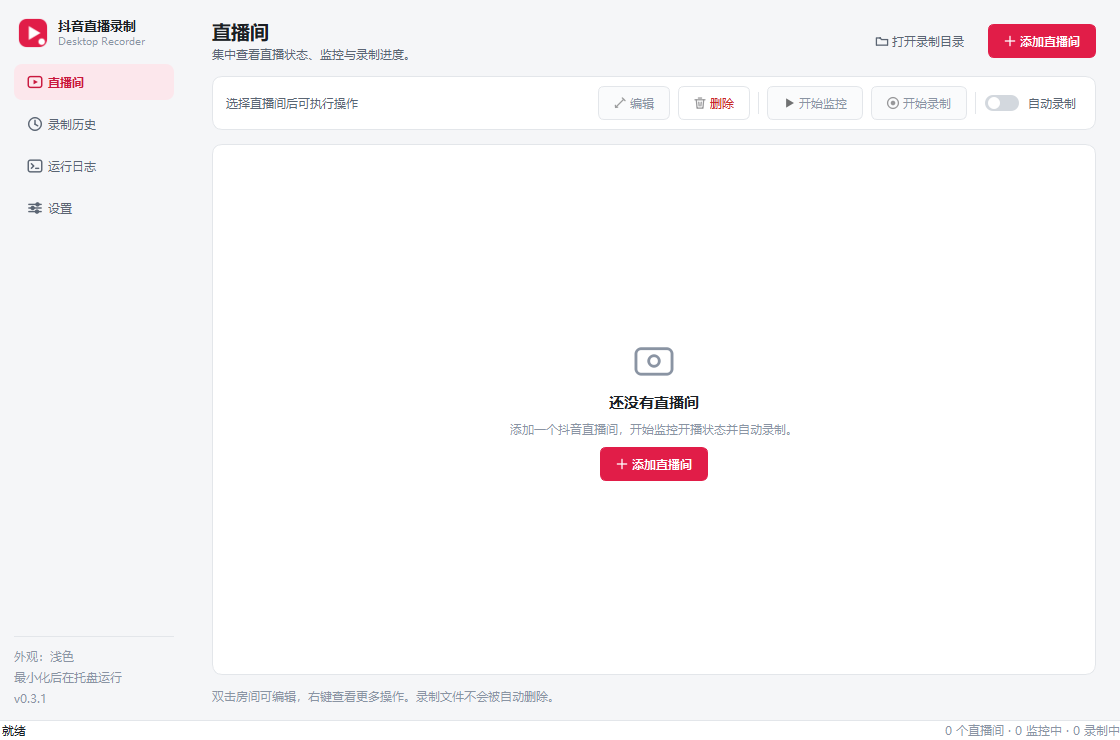 抖音直播录制
Desktop Recorder
直播间
录制历史
运行日志
设置
外观：浅色
最小化后在托盘运行
v0.3.1
直播间
集中查看直播状态、监控与录制进度。
打开录制目录
添加直播间
选择直播间后可执行操作
编辑
删除
开始监控
开始录制
自动录制
还没有直播间
添加一个抖音直播间，开始监控开播状态并自动录制。
添加直播间
双击房间可编辑，右键查看更多操作。录制文件不会被自动删除。
就绪
0 个直播间 · 0 监控中 · 0 录制中